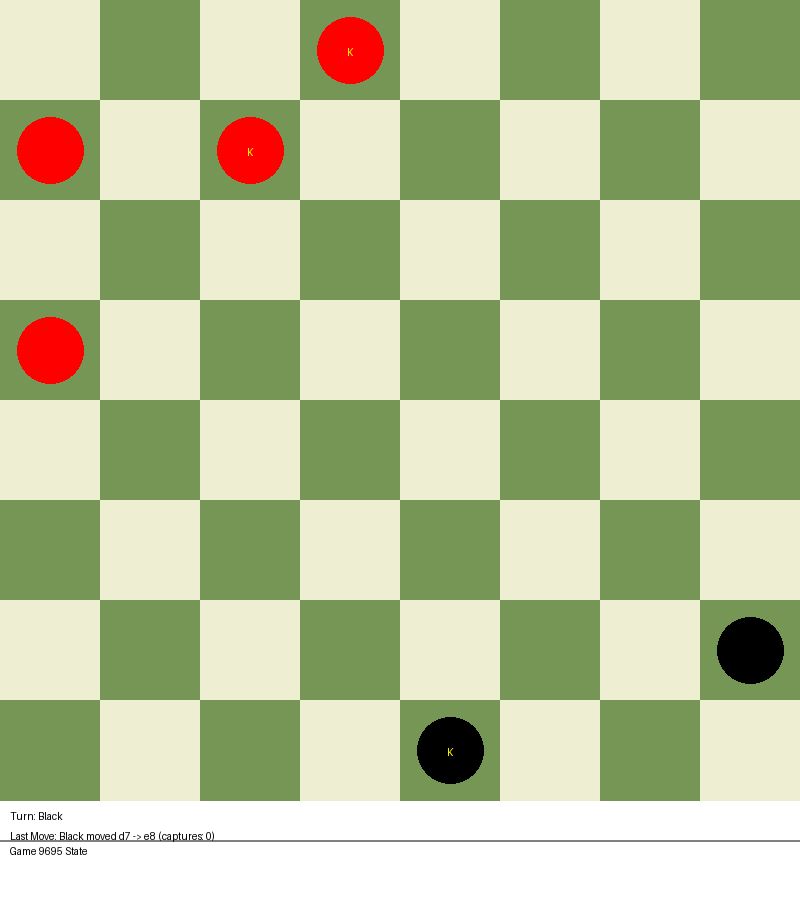 K
K
K
Turn: Black
Last Move: Black moved d7 -> e8 (captures: 0)
Game 9695 State